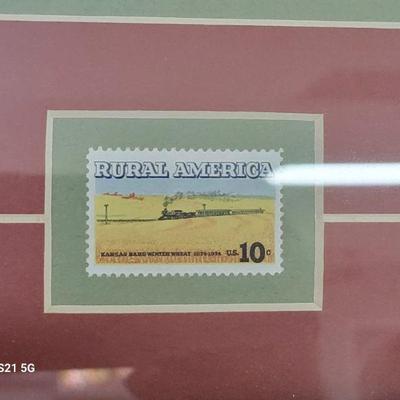 RURAL AMERICA
KANSAS HARD WINTER WHEAT 1874-1974 U.S. 10c
S21 5G